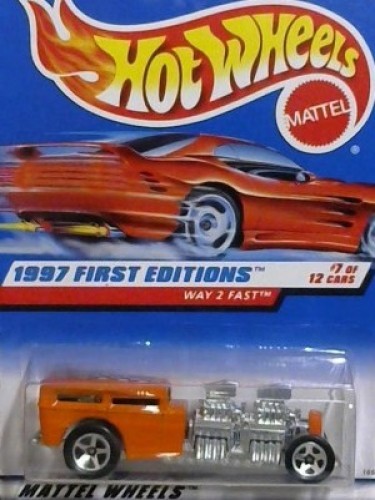 Hot Wheels
MATTEL
®
1997 FIRST EDITIONS™
#7 OF
12 CARS
WAY 2 FAST™
MATTEL WHEELS